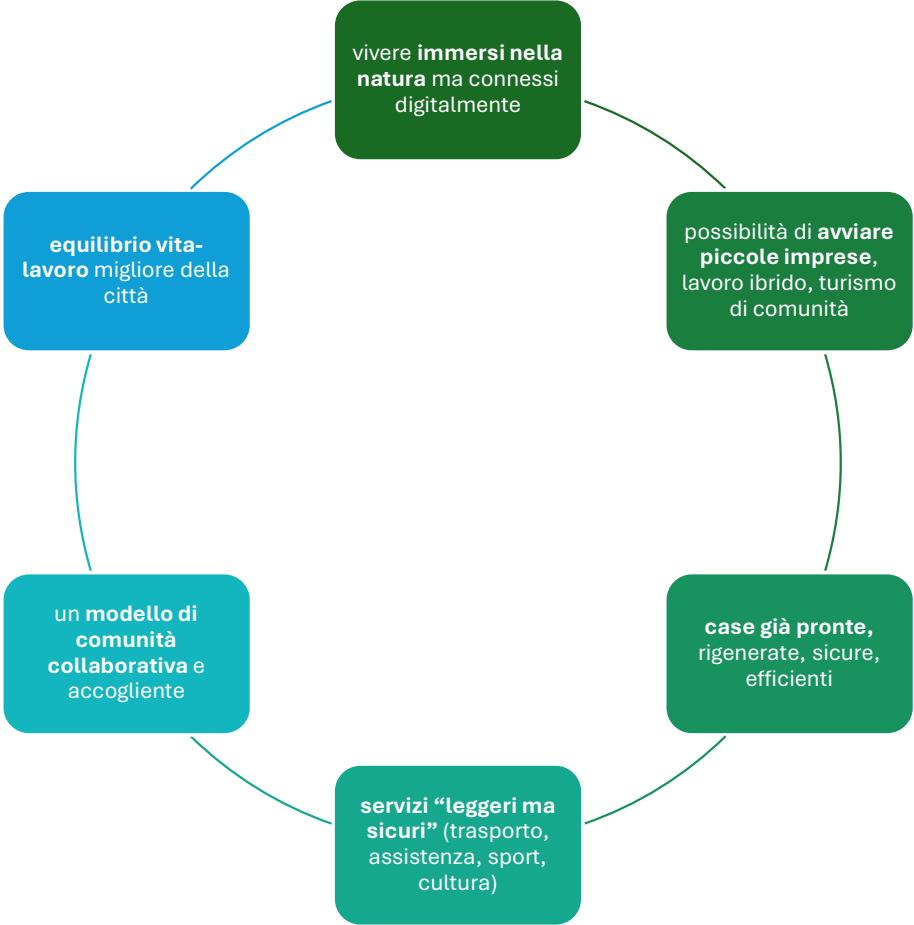 vivere immersi nella
natura ma connessi
digitalmente
possibilità di avviare
piccole imprese,
lavoro ibrido, turismo
di comunità
case già pronte,
rigenerate, sicure,
efficienti
servizi “leggeri ma
sicuri” (trasporto,
assistenza, sport,
cultura)
un modello di
comunità
collaborativa e
accogliente
equilibrio vita-
lavoro migliore della
città